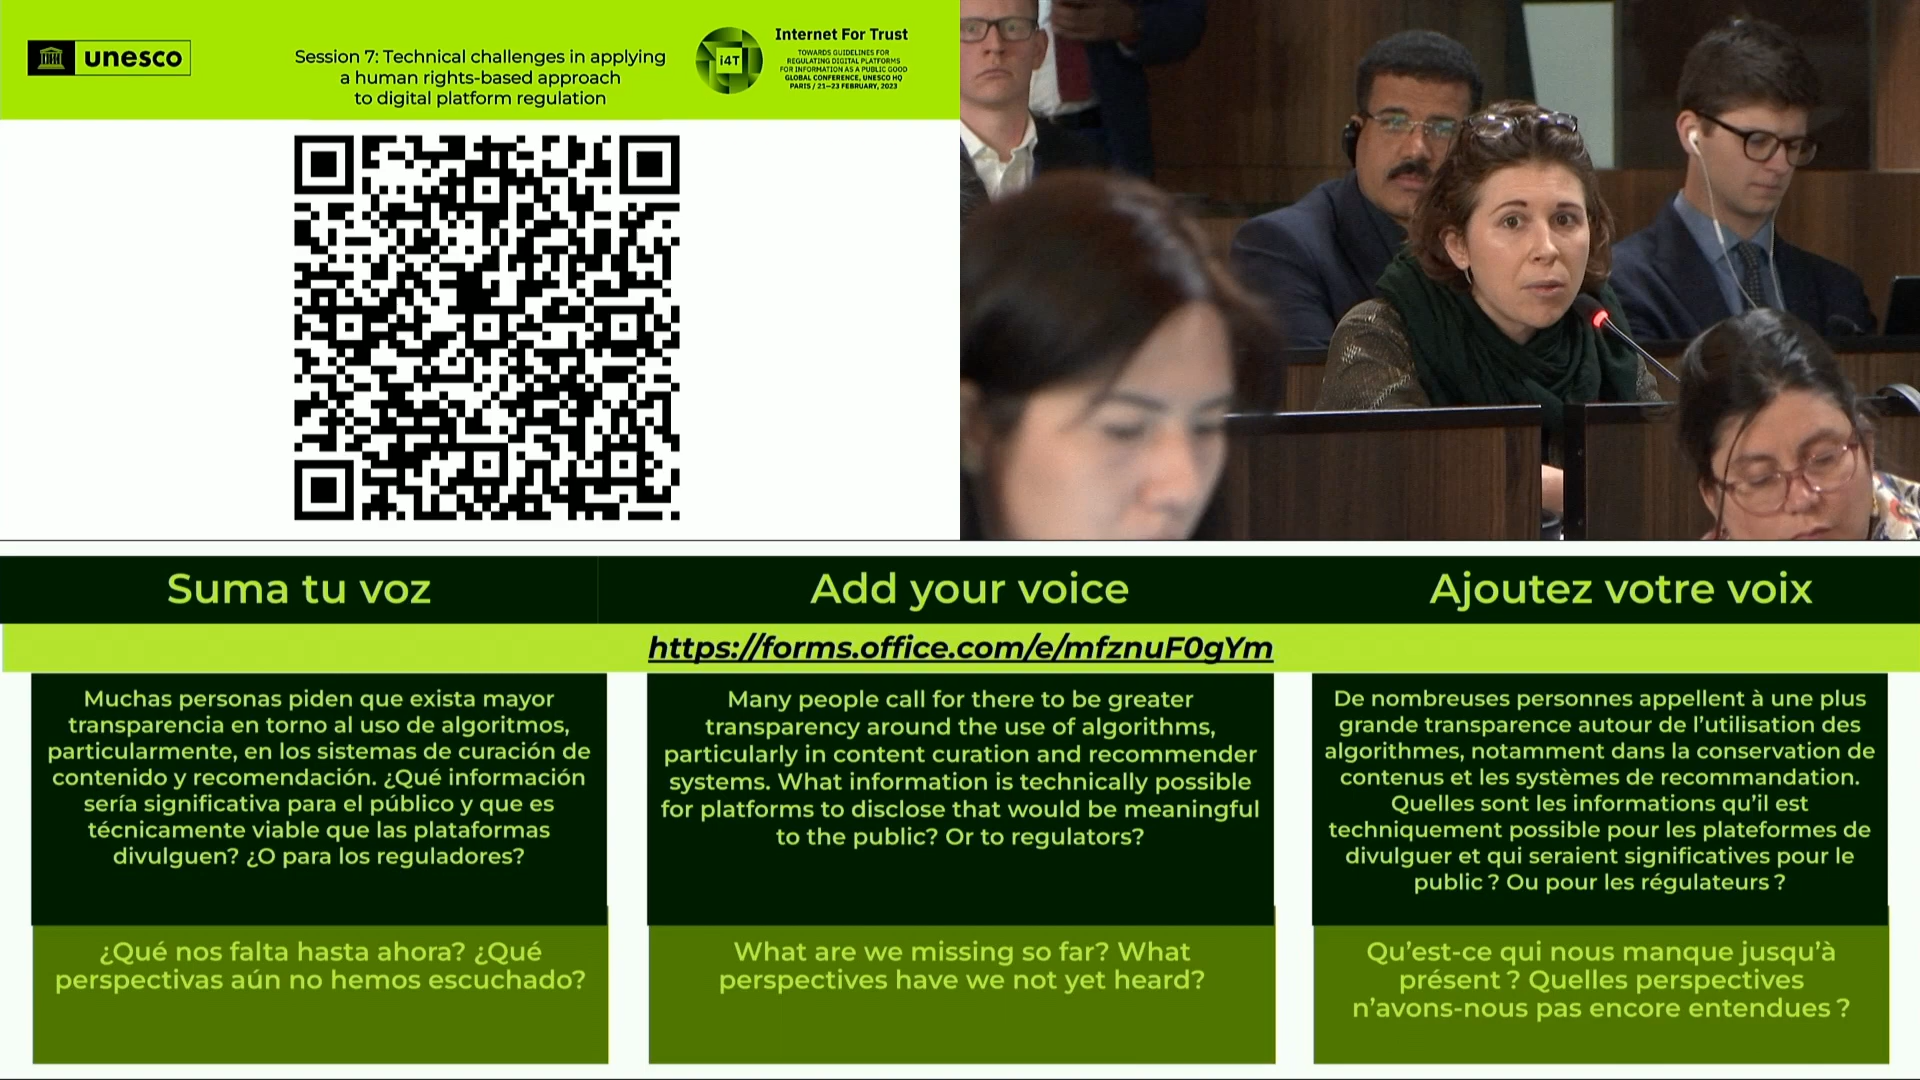 unesco
Session 7: Technical challenges in applying
a human rights-based approach
to digital platform regulation
i4T
Internet For Trust
TOWARDS GUIDELINES FOR
REGULATING DIGITAL PLATFORMS
FOR INFORMATION AS A PUBLIC GOOD
GLOBAL CONFERENCE, UNESCO HQ
PARIS / 21–23 FEBRUARY, 2023
Suma tu voz
Add your voice
Ajoutez votre voix
https://forms.office.com/e/mfznuF0gYm
Muchas personas piden que exista mayor
transparencia en torno al uso de algoritmos,
particularmente, en los sistemas de curación de
contenido y recomendación. ¿Qué información
sería significativa para el público y que es
técnicamente viable que las plataformas
divulguen? ¿O para los reguladores?
¿Qué nos falta hasta ahora? ¿Qué
perspectivas aún no hemos escuchado?
Many people call for there to be greater
transparency around the use of algorithms,
particularly in content curation and recommender
systems. What information is technically possible
for platforms to disclose that would be meaningful
to the public? Or to regulators?
What are we missing so far? What
perspectives have we not yet heard?
De nombreuses personnes appellent à une plus
grande transparence autour de l’utilisation des
algorithmes, notamment dans la conservation de
contenus et les systèmes de recommandation.
Quelles sont les informations qu’il est
techniquement possible pour les plateformes de
divulguer et qui seraient significatives pour le
public ? Ou pour les régulateurs ?
Qu’est-ce qui nous manque jusqu’à
présent ? Quelles perspectives
n’avons-nous pas encore entendues ?